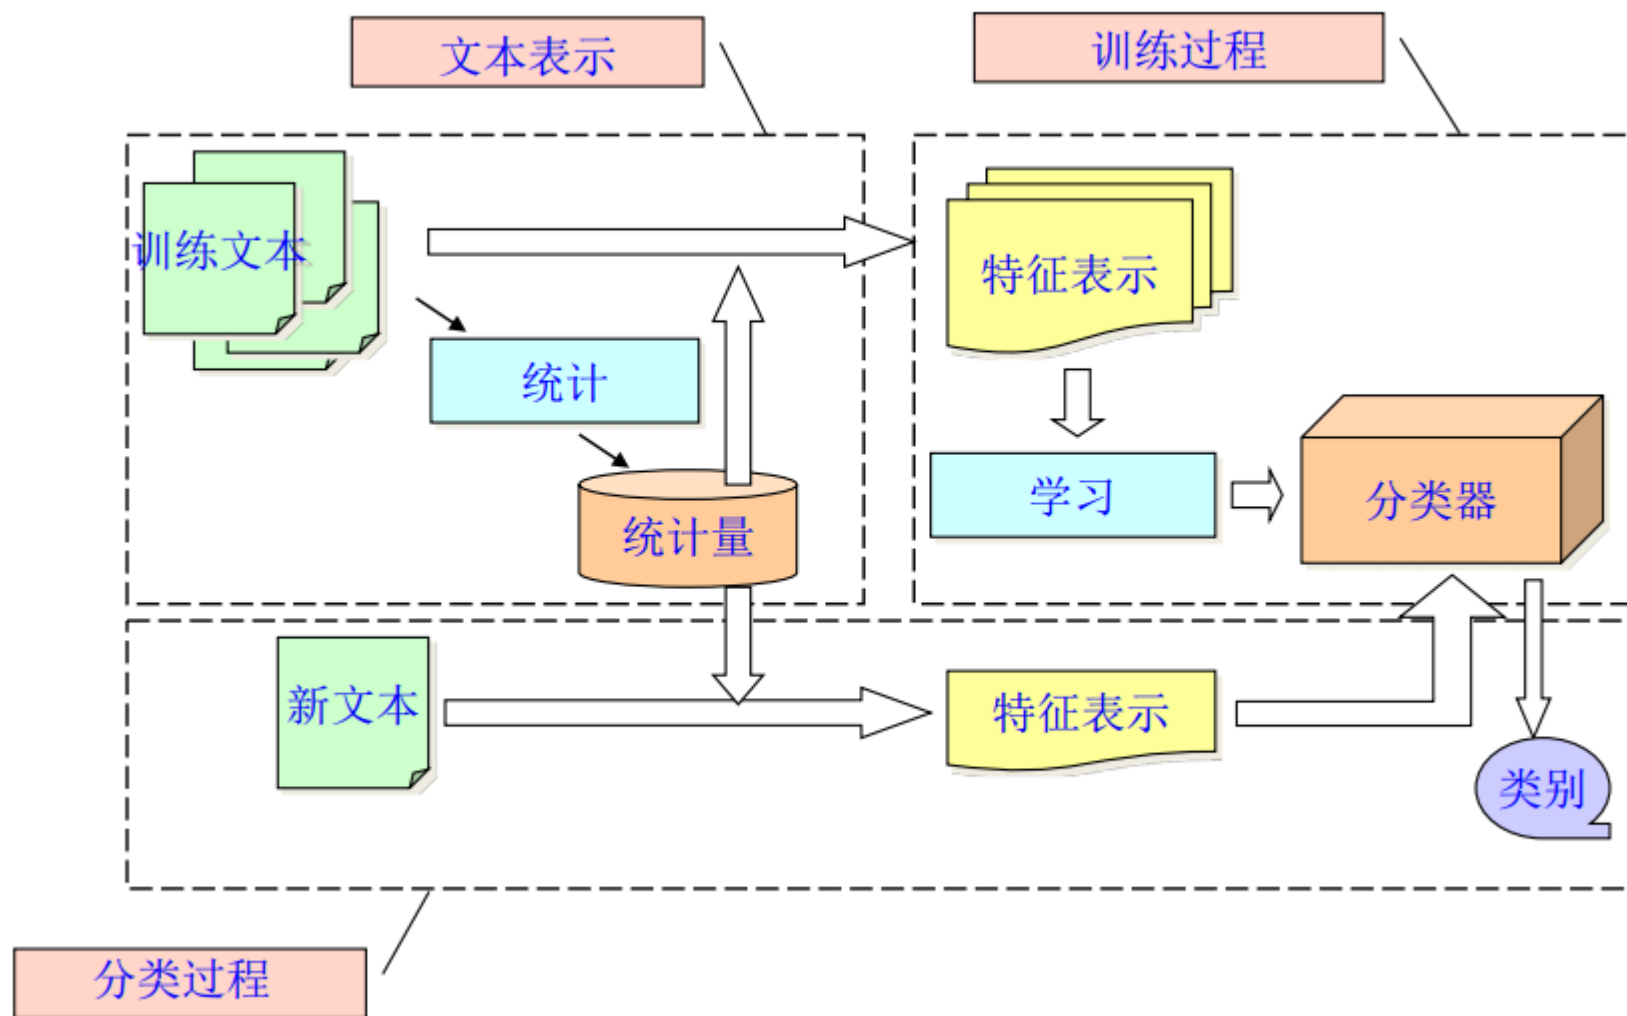 文本表示
训练过程
训练文本
特征表示
统计
学习
分类器
统计量
新文本
特征表示
类别
分类过程